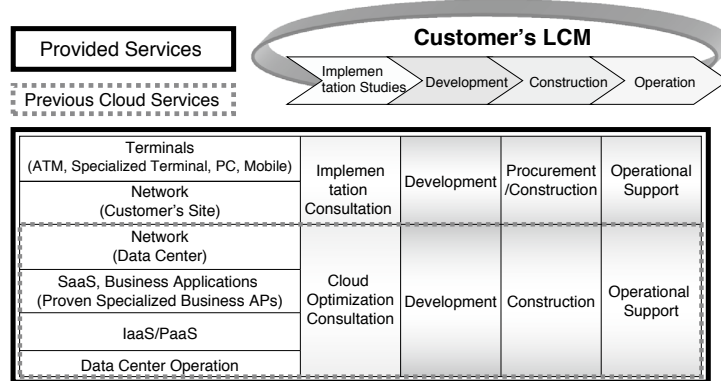 Provided Services
Previous Cloud Services
Customer's LCM
Implemen
tation Studies
Development
Construction
Operation
Terminals
(ATM, Specialized Terminal, PC, Mobile)
Network
(Customer's Site)
Implemen
tation
Consultation
Development
Procurement
/Construction
Operational
Support
Network
(Data Center)
SaaS, Business Applications
(Proven Specialized Business APs)
IaaS/PaaS
Data Center Operation
Cloud
Optimization
Consultation
Development
Construction
Operational
Support